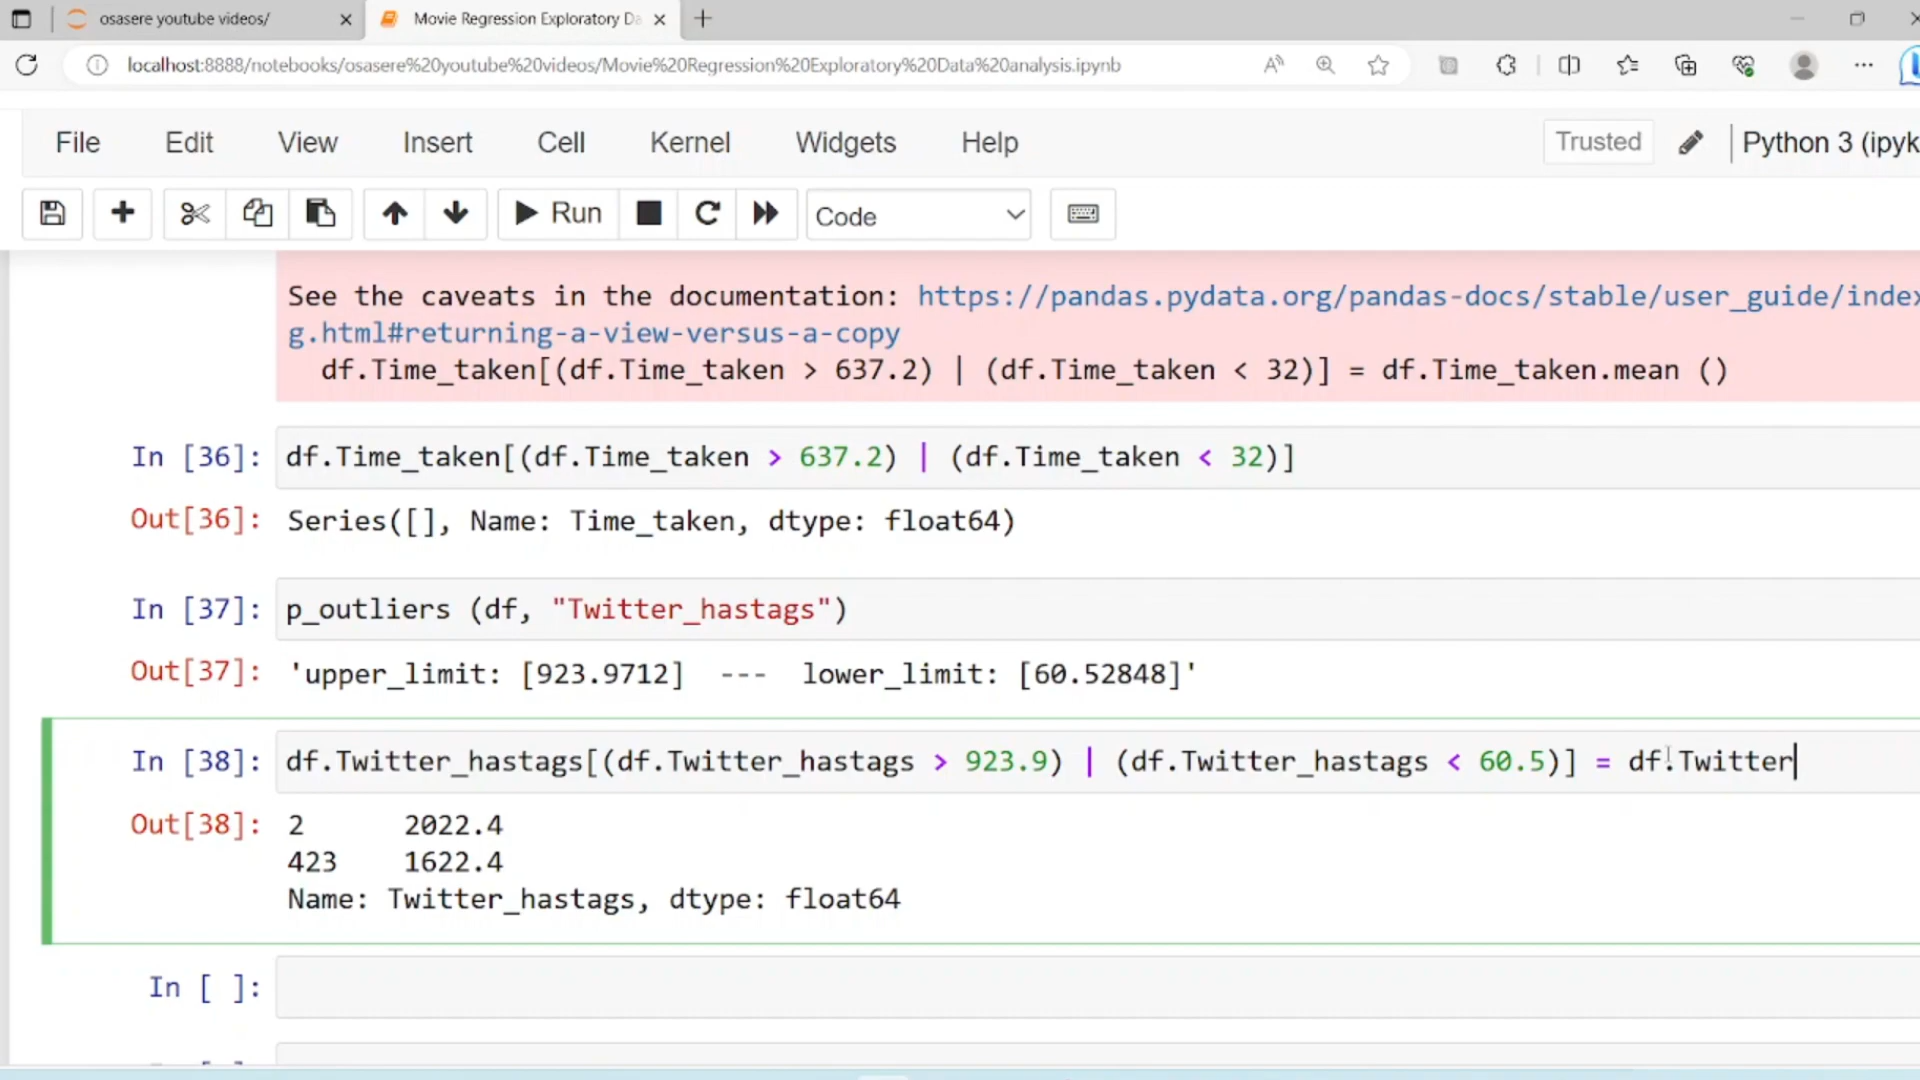 osasere youtube videos/
Movie Regression Exploratory Da
localhost:8888/notebooks/osasere%20youtube%20videos/Movie%20Regression%20Exploratory%20Data%20analysis.ipynb
File Edit View Insert Cell Kernel Widgets Help Trusted Python 3 (ipyk
Run Code
See the caveats in the documentation: https://pandas.pydata.org/pandas-docs/stable/user_guide/index
g.html#returning-a-view-versus-a-copy
df.Time_taken[(df.Time_taken > 637.2) | (df.Time_taken < 32)] = df.Time_taken.mean ()
In [36]: df.Time_taken[(df.Time_taken > 637.2) | (df.Time_taken < 32)]
Out[36]: Series([], Name: Time_taken, dtype: float64)
In [37]: p_outliers (df, "Twitter_hastags")
Out[37]: 'upper_limit: [923.9712] --- lower_limit: [60.52848]'
In [38]: df.Twitter_hastags[(df.Twitter_hastags > 923.9) | (df.Twitter_hastags < 60.5)] = df.Twitter
Out[38]: 2 2022.4
423 1622.4
Name: Twitter_hastags, dtype: float64
In [ ]: